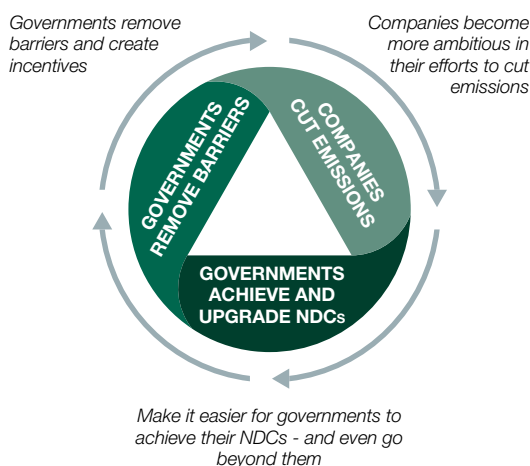 Governments remove
barriers and create
incentives
Companies become
more ambitious in
their efforts to cut
emissions
GOVERNMENTS
REMOVE BARRIERS
COMPANIES
CUT EMISSIONS
GOVERNMENTS
ACHIEVE AND
UPGRADE NDCs
Make it easier for governments to
achieve their NDCs - and even go
beyond them